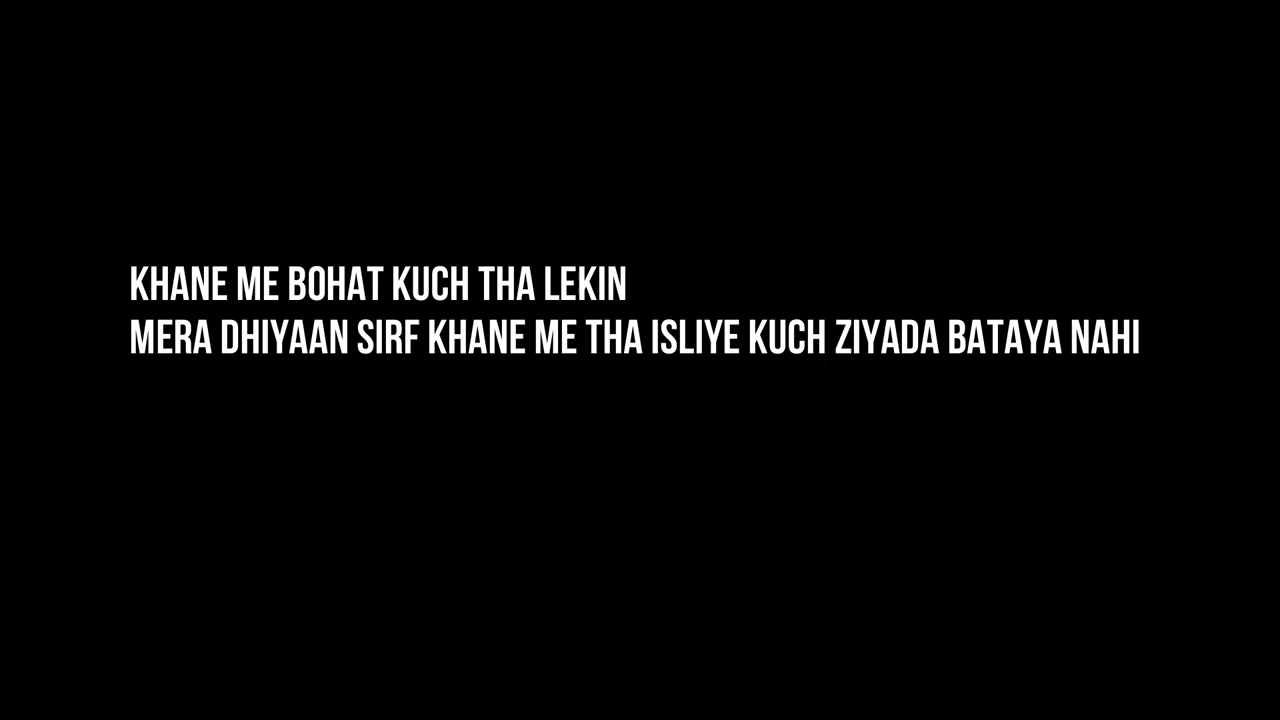 KHANE ME BOHAT KUCH THA LEKIN
MERA DHIYAAN SIRF KHANE ME THA ISLIYE KUCH ZIYADA BATAYA NAHI